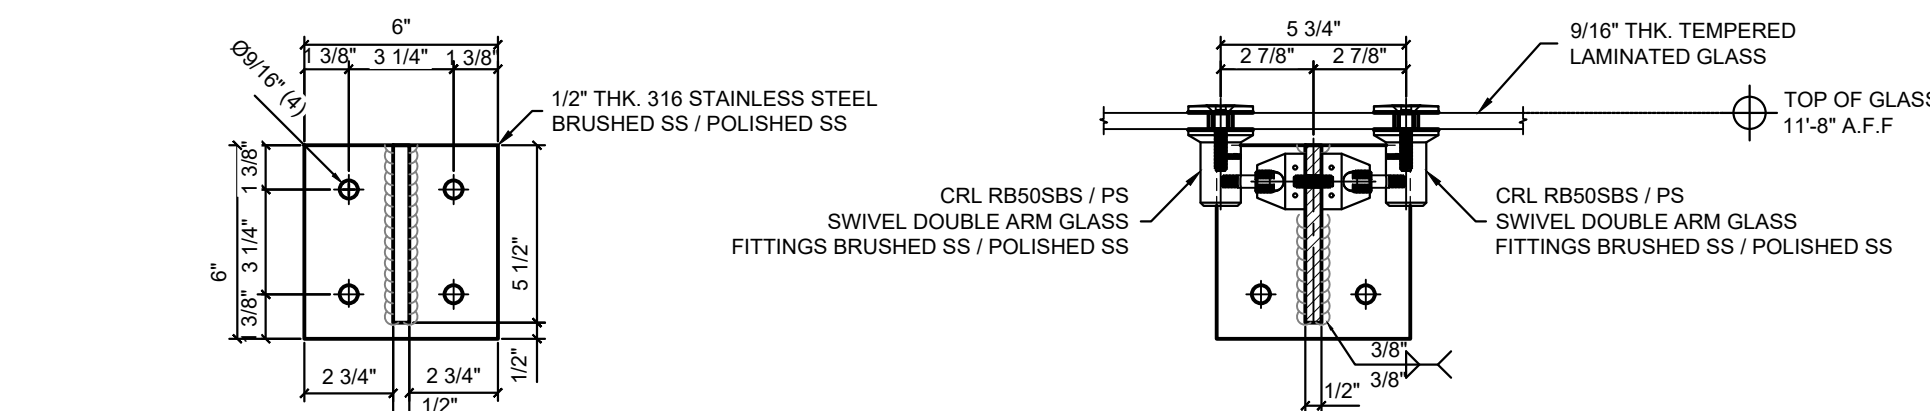 6"
1 3/8"
3 1/4"
1 3/8"
Ø9/16" (4)
1/2" THK. 316 STAINLESS STEEL
BRUSHED SS / POLISHED SS
1 3/8"
3 1/4"
1 3/8"
6"
5 1/2"
1/2"
2 3/4"
2 3/4"
1/2"
5 3/4"
2 7/8"
2 7/8"
9/16" THK. TEMPERED
LAMINATED GLASS
TOP OF GLASS
11'-8" A.F.F
CRL RB50SBS / PS
SWIVEL DOUBLE ARM GLASS
FITTINGS BRUSHED SS / POLISHED SS
CRL RB50SBS / PS
SWIVEL DOUBLE ARM GLASS
FITTINGS BRUSHED SS / POLISHED SS
3/8"
3/8"
1/2"